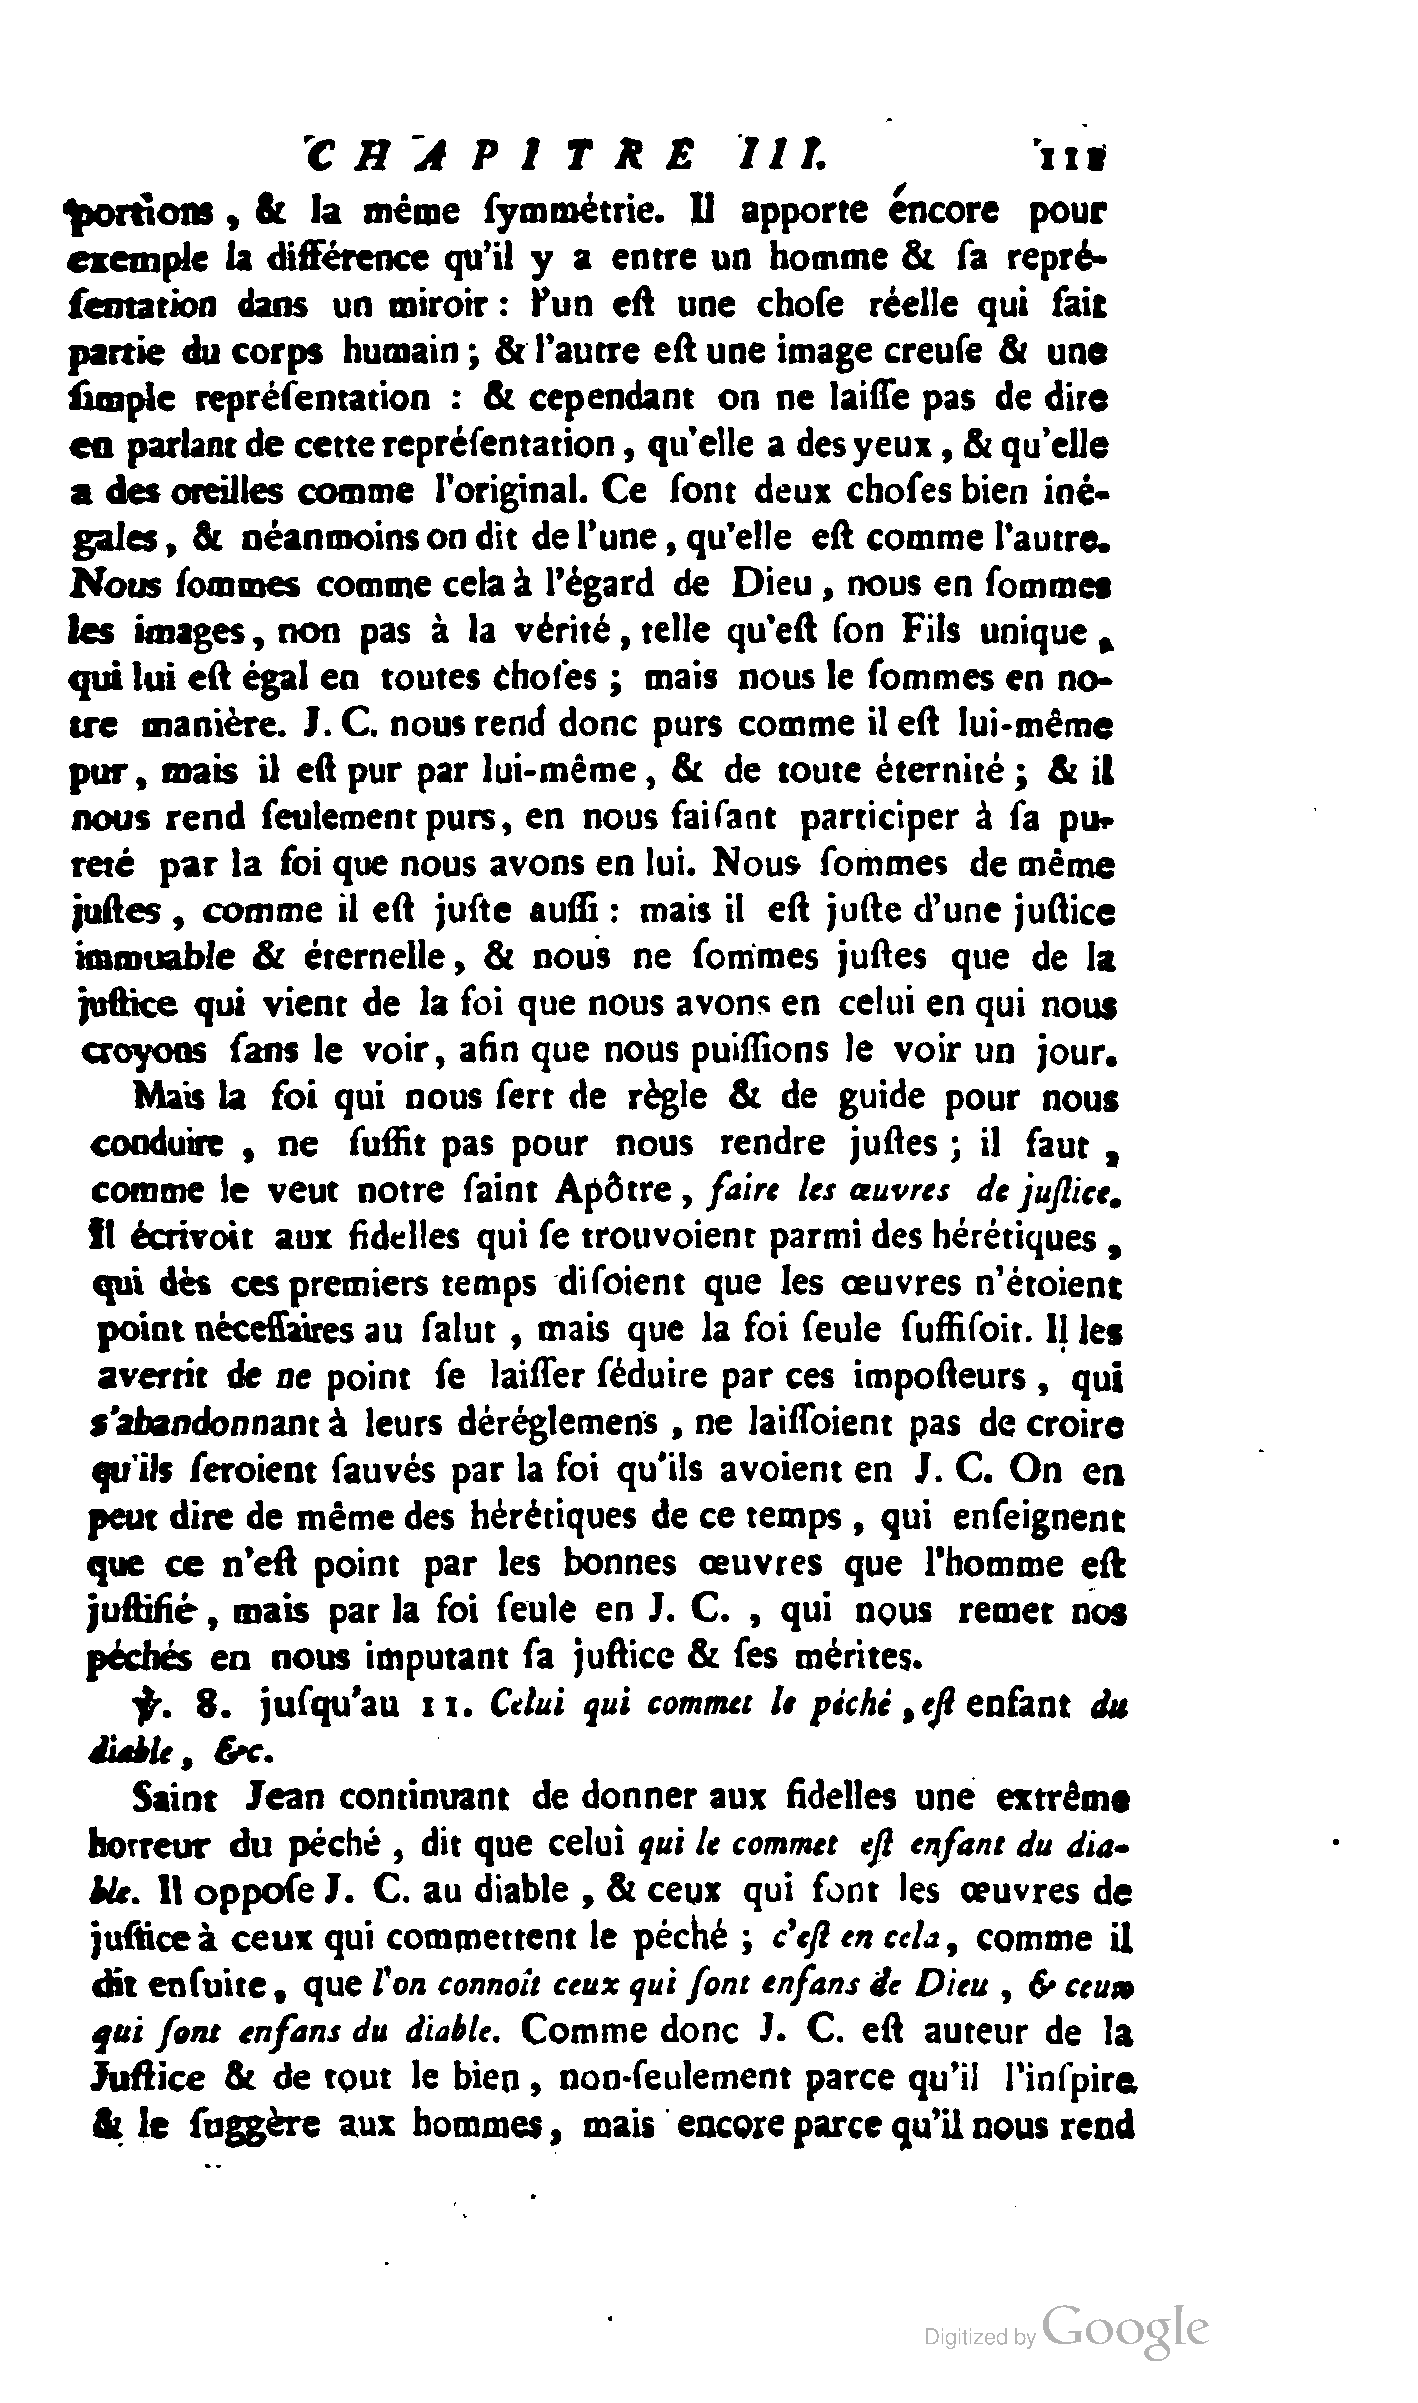 CHAPITRE III. 111
portions, & la même ſymmétrie. Il apporte encore pour
exemple la différence qu'il y a entre un homme & ſa repré-
ſentation dans un miroir : l'un eſt une choſe réelle qui fait
partie du corps humain ; & l'autre eſt une image creuſe & une
ſimple repréſentation : & cependant on ne laiſſe pas de dire
en parlant de cette repréſentation, qu'elle a des yeux, & qu'elle
a des oreilles comme l'original. Ce ſont deux choſes bien iné-
gales, & néanmoins on dit de l'une, qu'elle eſt comme l'autre.
Nous ſommes comme cela à l'égard de Dieu, nous en ſommes
les images, non pas à la vérité, telle qu'eſt ſon Fils unique,
qui lui eſt égal en toutes choſes ; mais nous le ſommes en no-
tre manière. J. C. nous rend donc purs comme il eſt lui-même
pur, mais il eſt pur par lui-même, & de toute éternité ; & il
nous rend ſeulement purs, en nous faiſant participer à ſa pu-
reté par la foi que nous avons en lui. Nous ſommes de même
juſtes, comme il eſt juſte auſſi : mais il eſt juſte d'une juſtice
immuable & éternelle, & nous ne ſommes juſtes que de la
juſtice qui vient de la foi que nous avons en celui en qui nous
croyons ſans le voir, afin que nous puiſſions le voir un jour.
Mais la foi qui nous ſert de règle & de guide pour nous
conduire, ne ſuffit pas pour nous rendre juſtes ; il faut,
comme le veut notre ſaint Apôtre, faire les œuvres de juſtice.
Il écrivoit aux fidelles qui ſe trouvoient parmi des hérétiques,
qui dès ces premiers temps diſoient que les œuvres n'étoient
point nèceſſaires au ſalut, mais que la foi ſeule ſuffiſoit. Il les
avertit de ne point ſe laiſſer ſéduire par ces impoſteurs, qui
s'abandonnant à leurs déréglemens, ne laiſſoient pas de croire
qu'ils ſeroient ſauvés par la foi qu'ils avoient en J. C. On en
peut dire de même des hérétiques de ce temps, qui enſeignent
que ce n'eſt point par les bonnes œuvres que l'homme eſt
juſtifié, mais par la foi ſeule en J. C., qui nous remet nos
péchés en nous imputant ſa juſtice & ſes mérites.
℣. 8. juſqu'au 11. Celui qui commet le péché, eſt enfant du
diable, &c.
Saint Jean continuant de donner aux fidelles une extrême
horreur du péché, dit que celui qui le commet eſt enfant du dia-
ble. Il oppoſe J. C. au diable, & ceux qui font les œuvres de
juſtice à ceux qui commettent le péché ; c'eſt en cela, comme il
dit enſuite, que l'on connoît ceux qui ſont enfans de Dieu, & ceux
qui ſont enfans du diable. Comme donc J. C. eſt auteur de la
Juſtice & de tout le bien, non-ſeulement parce qu'il l'inſpire
& le ſuggère aux hommes, mais encore parce qu'il nous rend
Digitized by Google